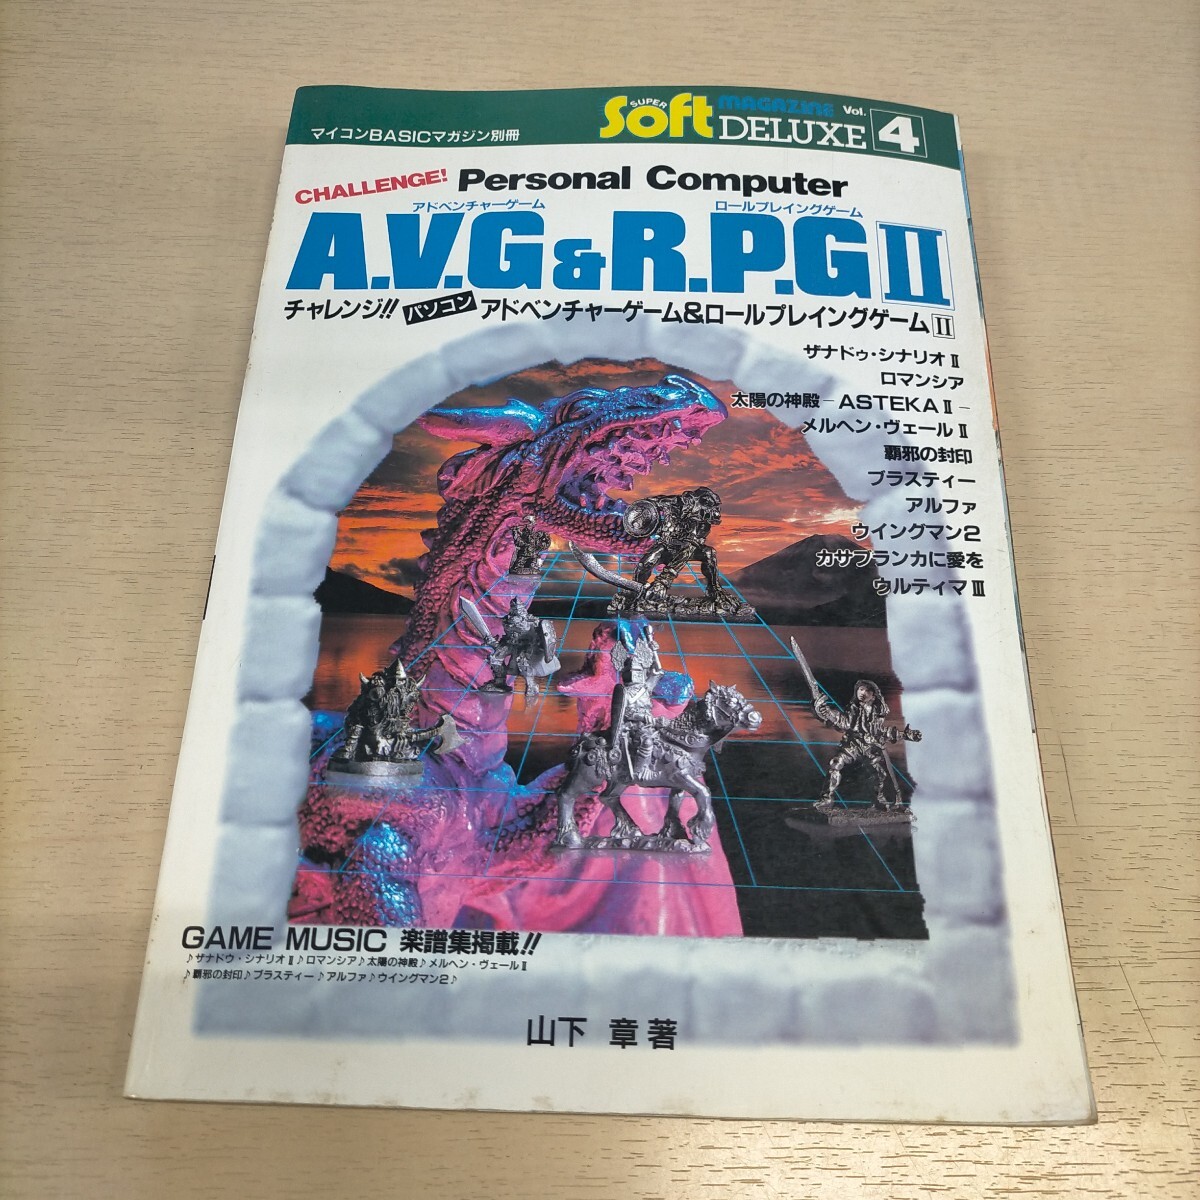 マイコンBASICマガジン別冊
SUPER Soft MAGAZINE DELUXE Vol. 4
CHALLENGE! Personal Computer
アドベンチャーゲーム ロールプレイングゲーム
A.V.G&R.P.G II
チャレンジ!! パソコン アドベンチャーゲーム&ロールプレイングゲーム II
ザナドゥ・シナリオ II
ロマンシア
太陽の神殿 - ASTEKA II -
メルヘン・ヴェール II
覇邪の封印
ブラスティー
アルファ
ウイングマン2
カサブランカに愛を
ウルティマ III
GAME MUSIC 楽譜集掲載!!
♪ザナドゥ・シナリオ II ♪ロマンシア♪太陽の神殿♪メルヘン・ヴェール II
♪覇邪の封印♪ブラスティー♪アルファ♪ウイングマン2♪
山下 章 著